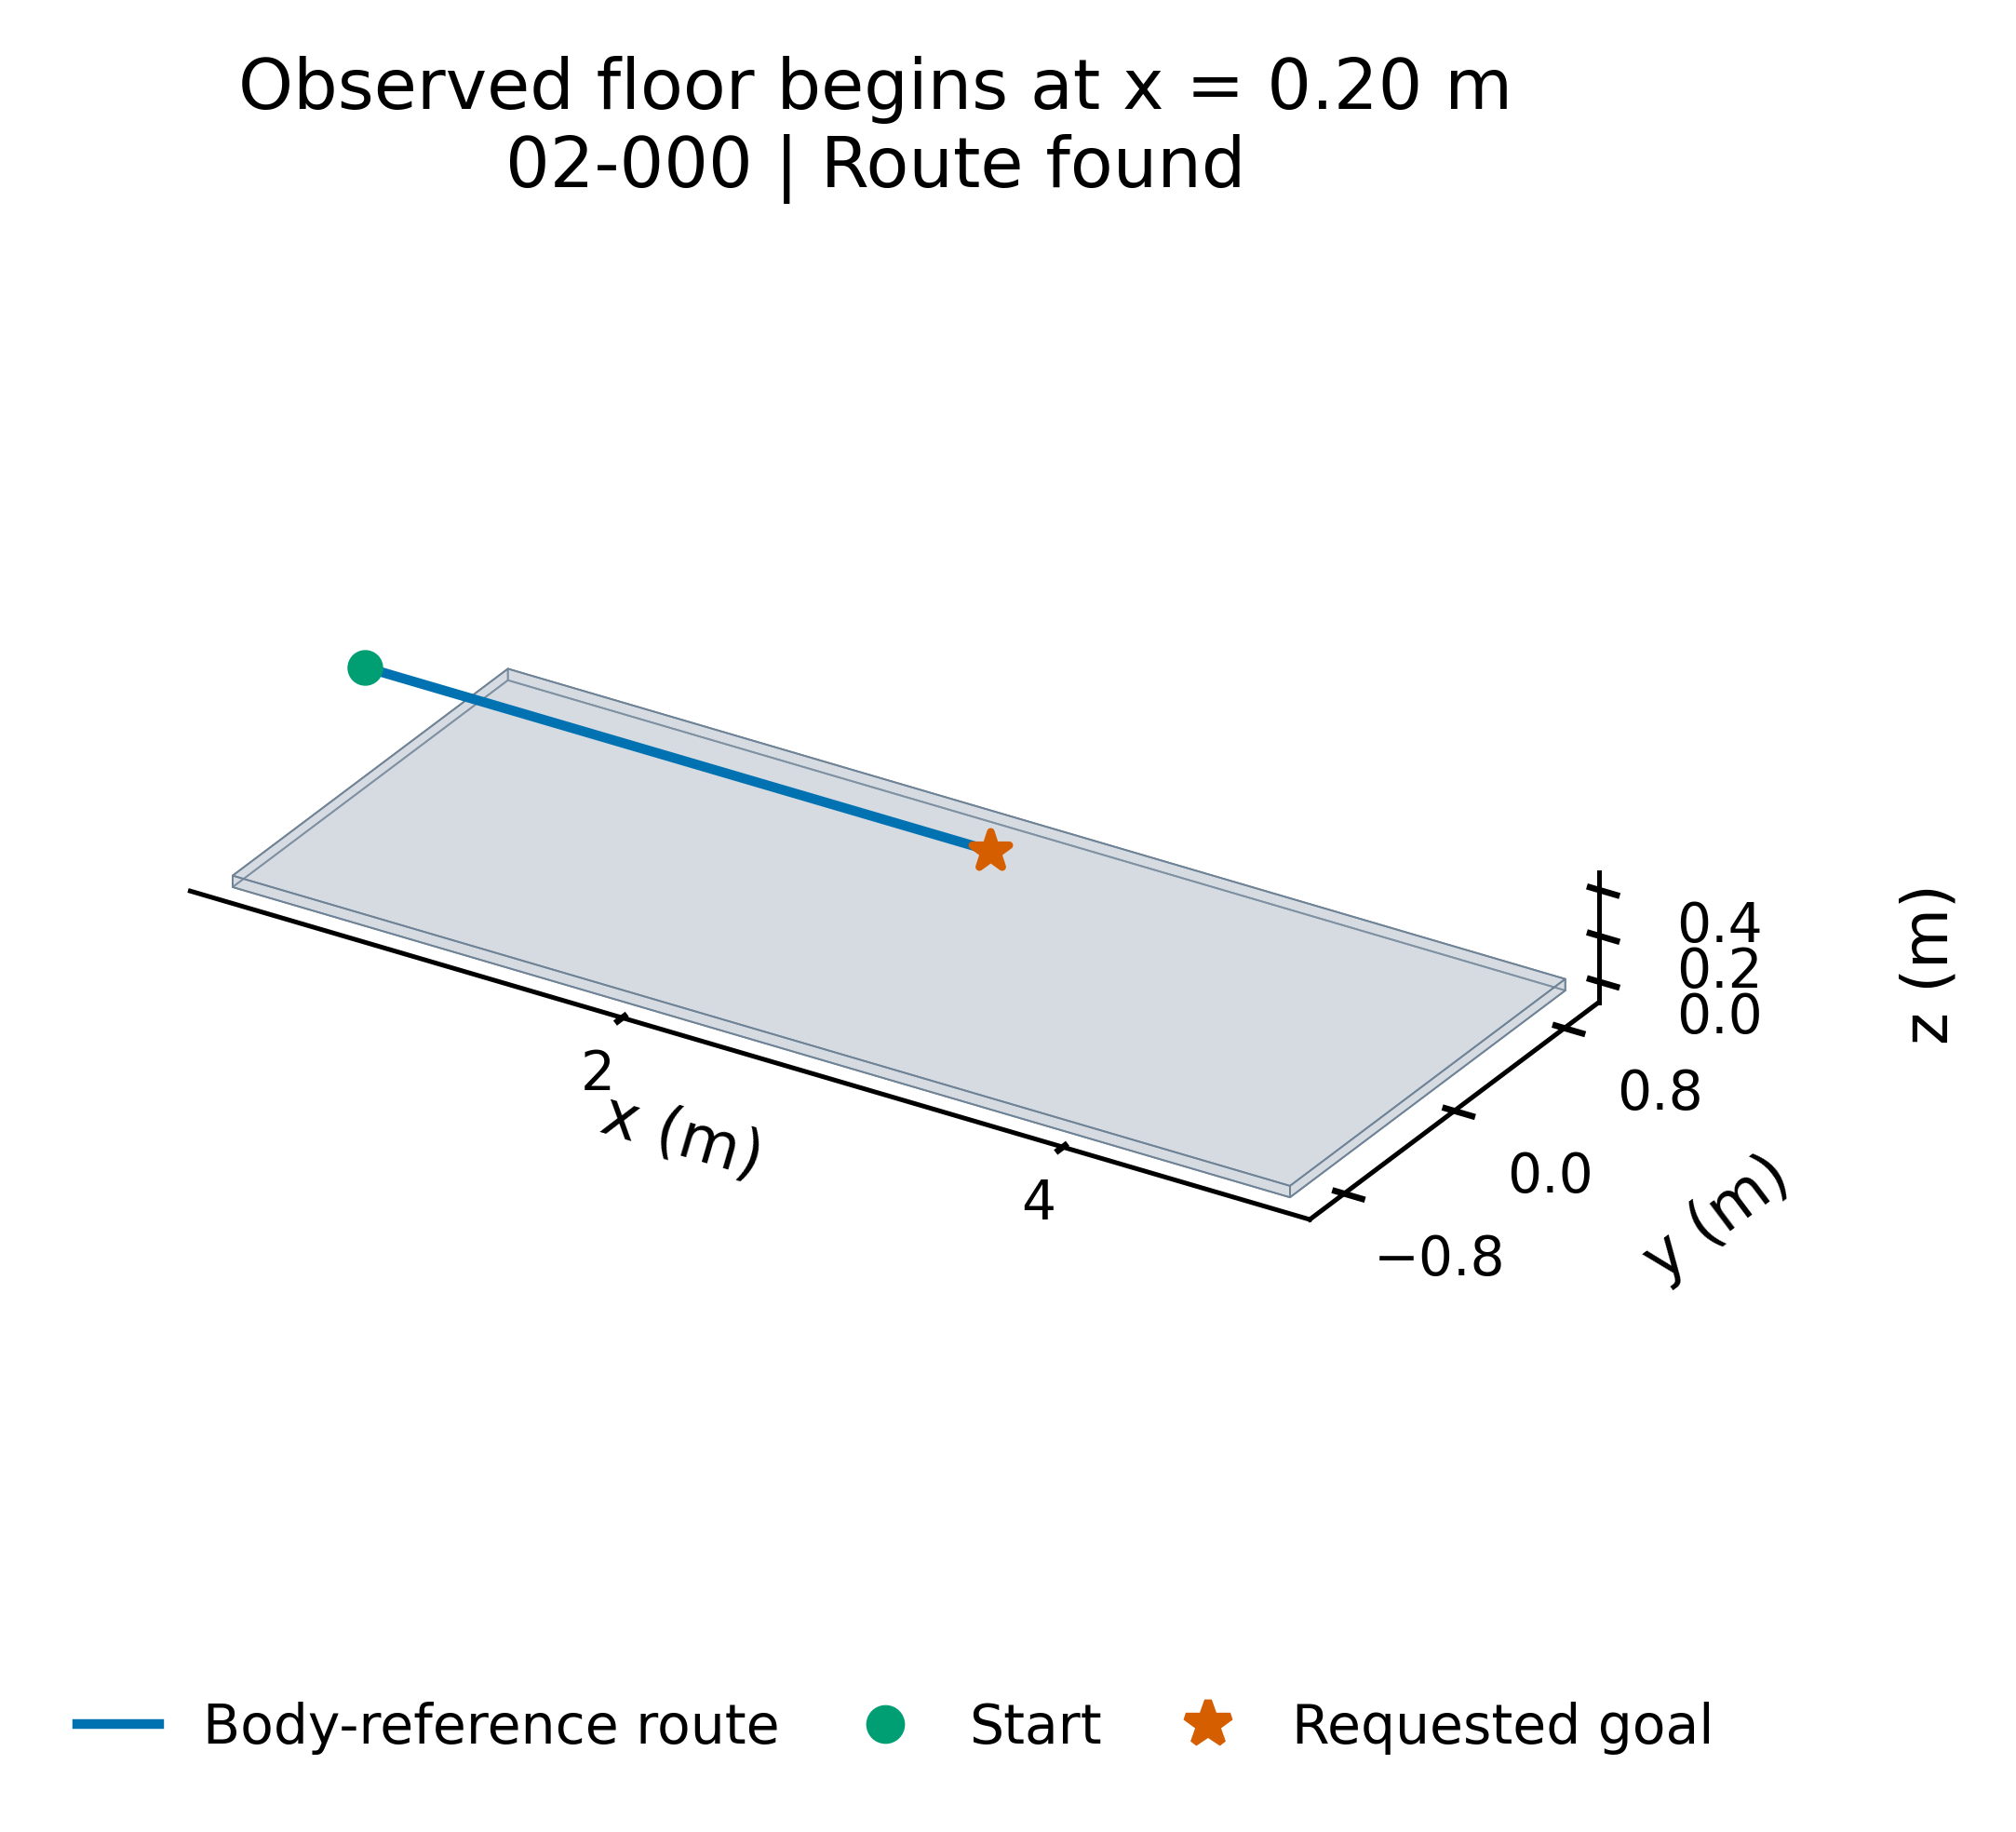 Observed floor begins at x = 0.20 m
02-000 | Route found
0.4
0.2
0.0
z (m)
0.8
0.0
−0.8
y (m)
2
4
x (m)
Body-reference route
Start
Requested goal